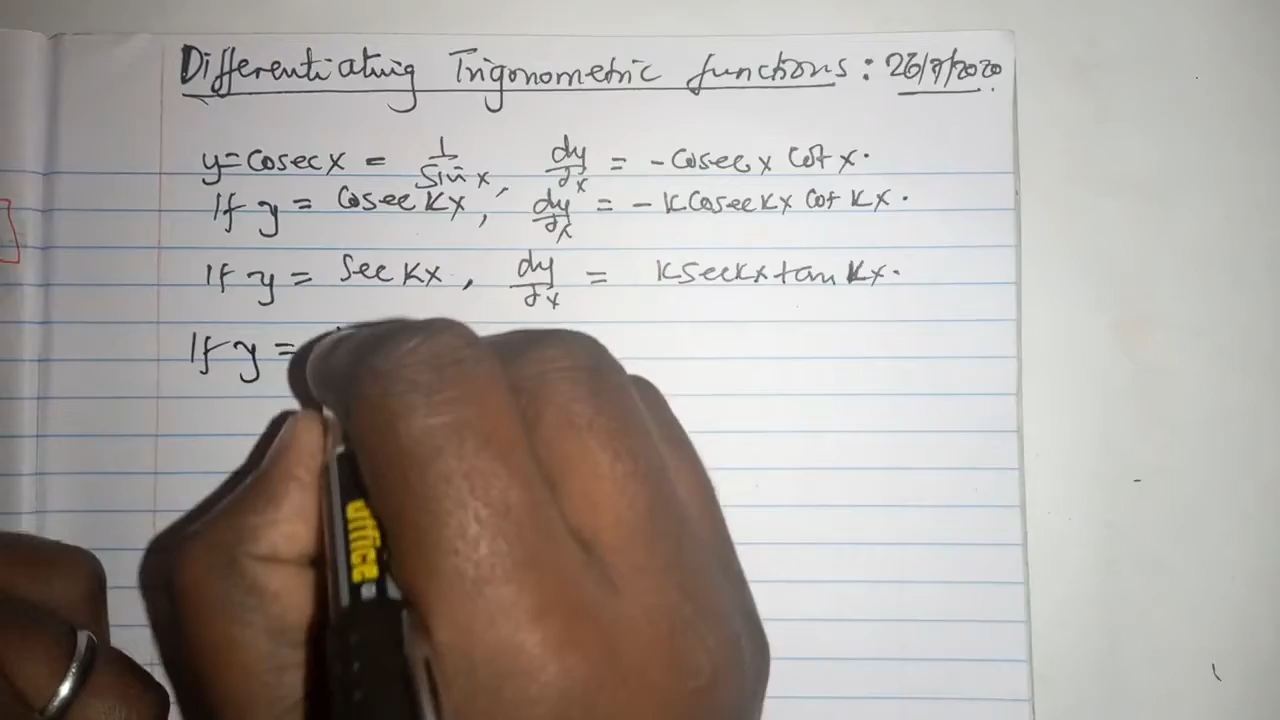 Differentiating Trigonometric functions: 26/7/2020
y=Cosec x = 1/Sin x, dy/dx = -Cosec x Cot x.
If y = Cosec Kx, dy/dx = -K Cosec Kx Cot Kx.
If y = Sec Kx, dy/dx = K Sec Kx tan Kx.
If y =
office